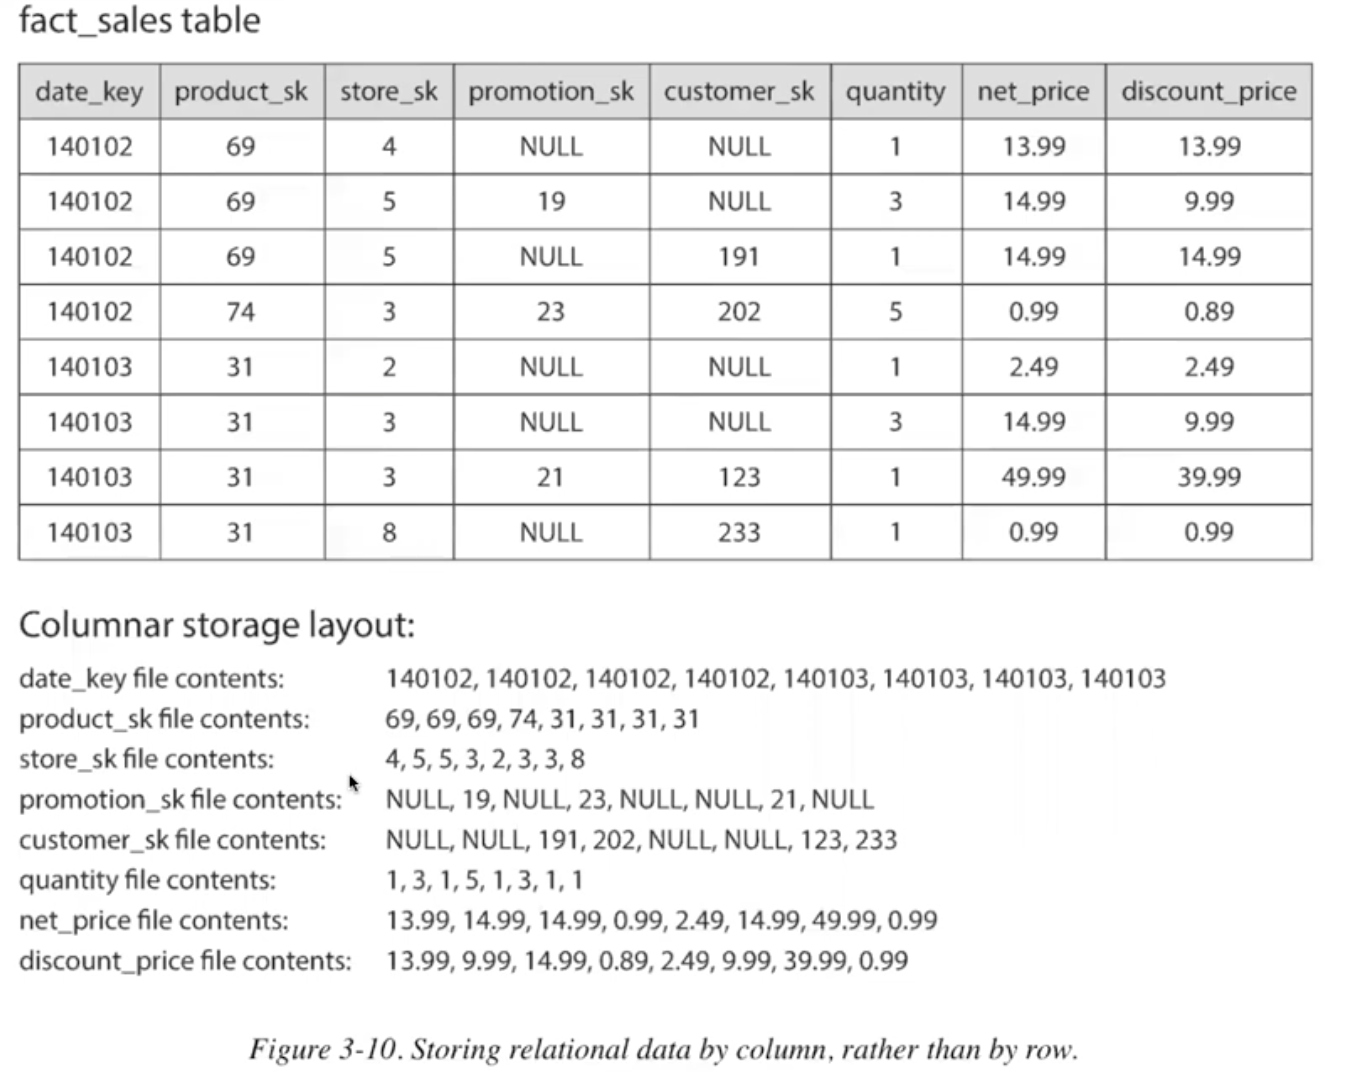 fact_sales table
date_key product_sk store_sk promotion_sk customer_sk quantity net_price discount_price
140102 69 4 NULL NULL 1 13.99 13.99
140102 69 5 19 NULL 3 14.99 9.99
140102 69 5 NULL 191 1 14.99 14.99
140102 74 3 23 202 5 0.99 0.89
140103 31 2 NULL NULL 1 2.49 2.49
140103 31 3 NULL NULL 3 14.99 9.99
140103 31 3 21 123 1 49.99 39.99
140103 31 8 NULL 233 1 0.99 0.99
Columnar storage layout:
date_key file contents: 140102, 140102, 140102, 140102, 140103, 140103, 140103, 140103
product_sk file contents: 69, 69, 69, 74, 31, 31, 31, 31
store_sk file contents: 4, 5, 5, 3, 2, 3, 3, 8
promotion_sk file contents: NULL, 19, NULL, 23, NULL, NULL, 21, NULL
customer_sk file contents: NULL, NULL, 191, 202, NULL, NULL, 123, 233
quantity file contents: 1, 3, 1, 5, 1, 3, 1, 1
net_price file contents: 13.99, 14.99, 14.99, 0.99, 2.49, 14.99, 49.99, 0.99
discount_price file contents: 13.99, 9.99, 14.99, 0.89, 2.49, 9.99, 39.99, 0.99
Figure 3-10. Storing relational data by column, rather than by row.